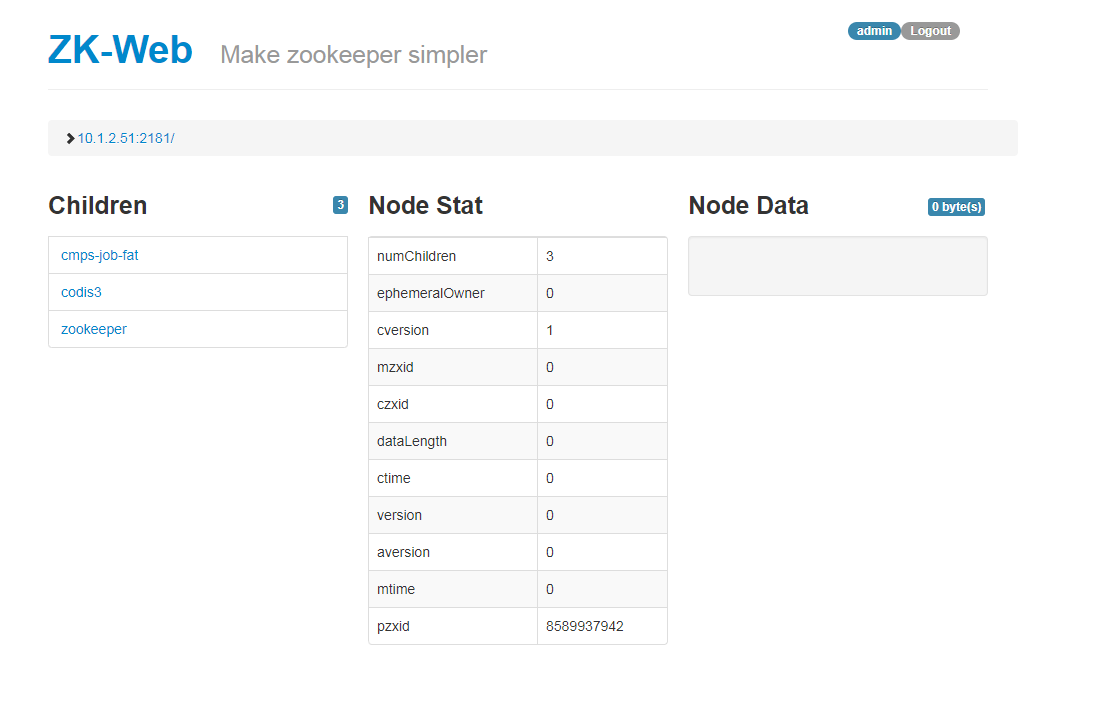 ZK-Web Make zookeeper simpler
admin Logout
10.1.2.51:2181/
Children 3
cmps-job-fat
codis3
zookeeper
Node Stat
numChildren 3
ephemeralOwner 0
cversion 1
mzxid 0
czxid 0
dataLength 0
ctime 0
version 0
aversion 0
mtime 0
pzxid 8589937942
Node Data 0 byte(s)